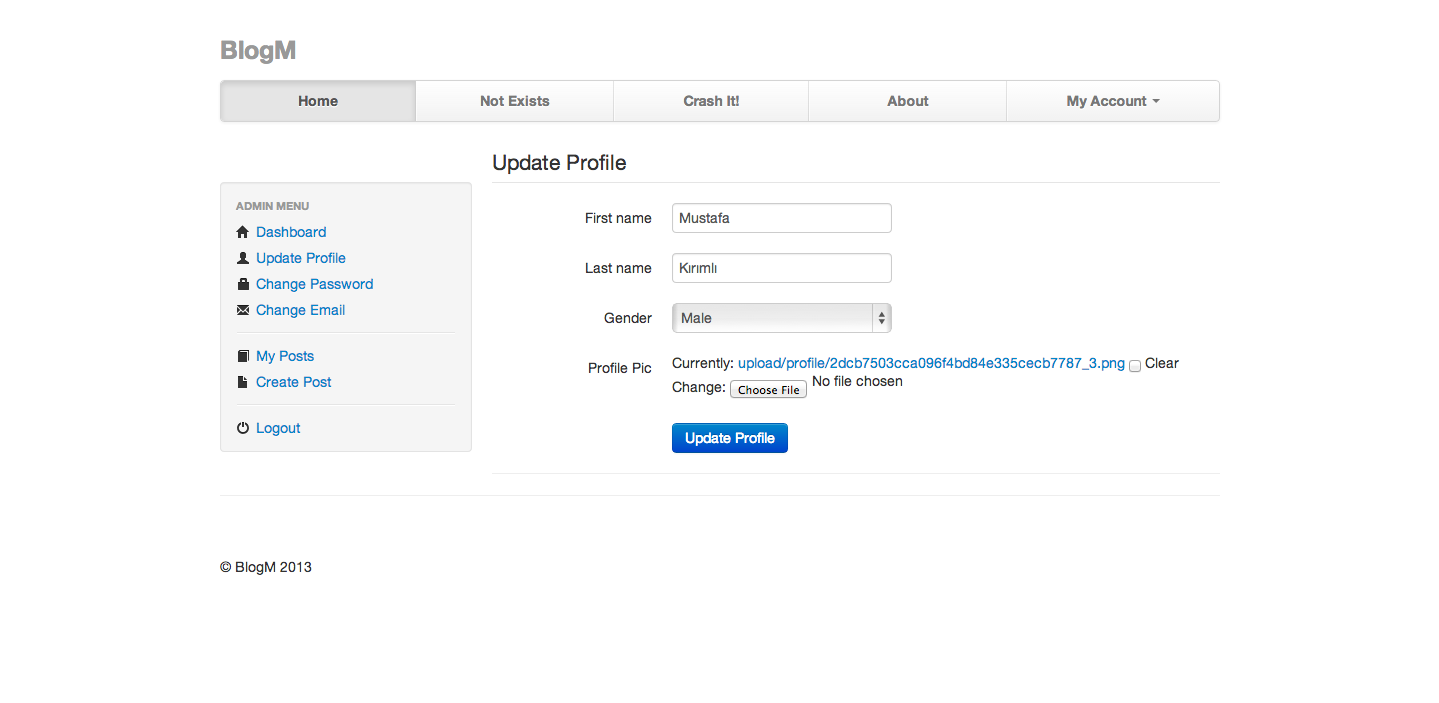 BlogM
Home Not Exists Crash It! About My Account
Update Profile
ADMIN MENU
Dashboard
Update Profile
Change Password
Change Email
My Posts
Create Post
Logout
First name Mustafa
Last name Kırımlı
Gender Male
Profile Pic Currently: upload/profile/2dcb7503cca096f4bd84e335cecb7787_3.png Clear
Change: Choose File No file chosen
Update Profile
© BlogM 2013